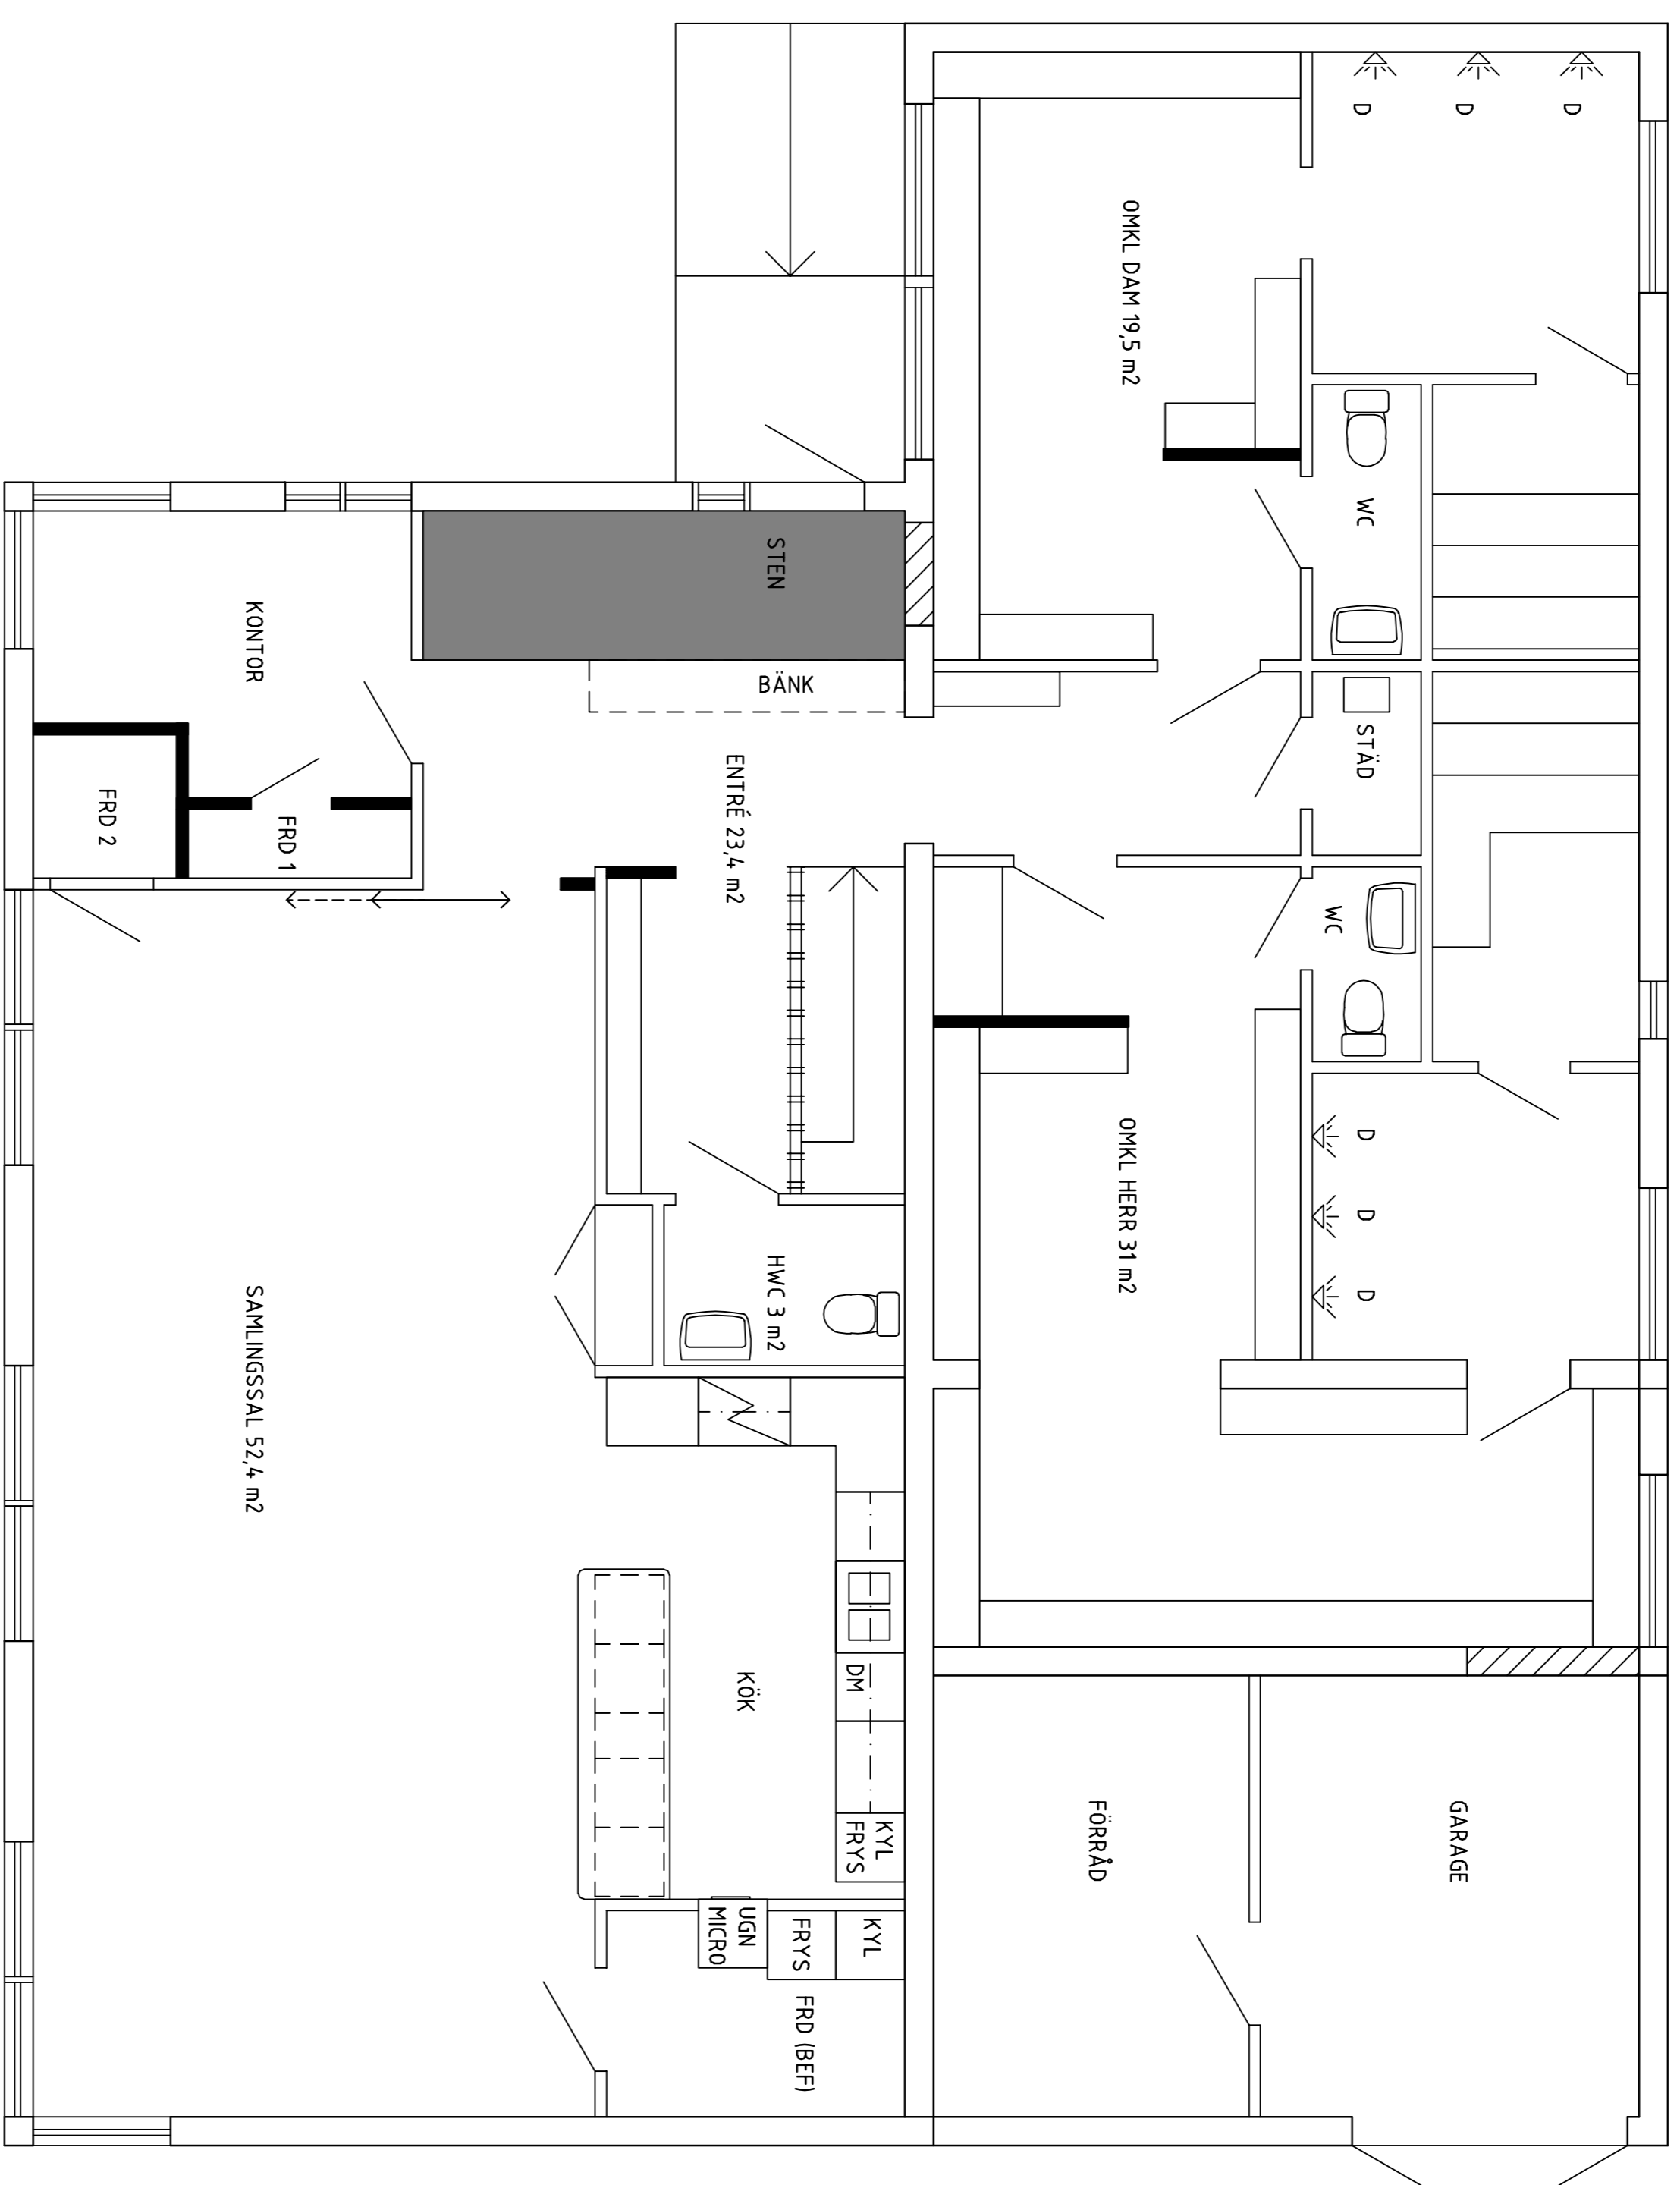 D
D
GARAGE
D
WC
STÄD
D
D
D
WC
OMKL DAM 19,5 m2
OMKL HERR 31 m2
FÖRRÅD
DM
KYL
FRYS
KYL
FRYS
FRD (BEF)
STEN
BÄNK
HWC 3 m2
ENTRÉ 23,4 m2
KÖK
UGN
MICRO
FRD 1
KONTOR
SAMLINGSSAL 52,4 m2
FRD 2